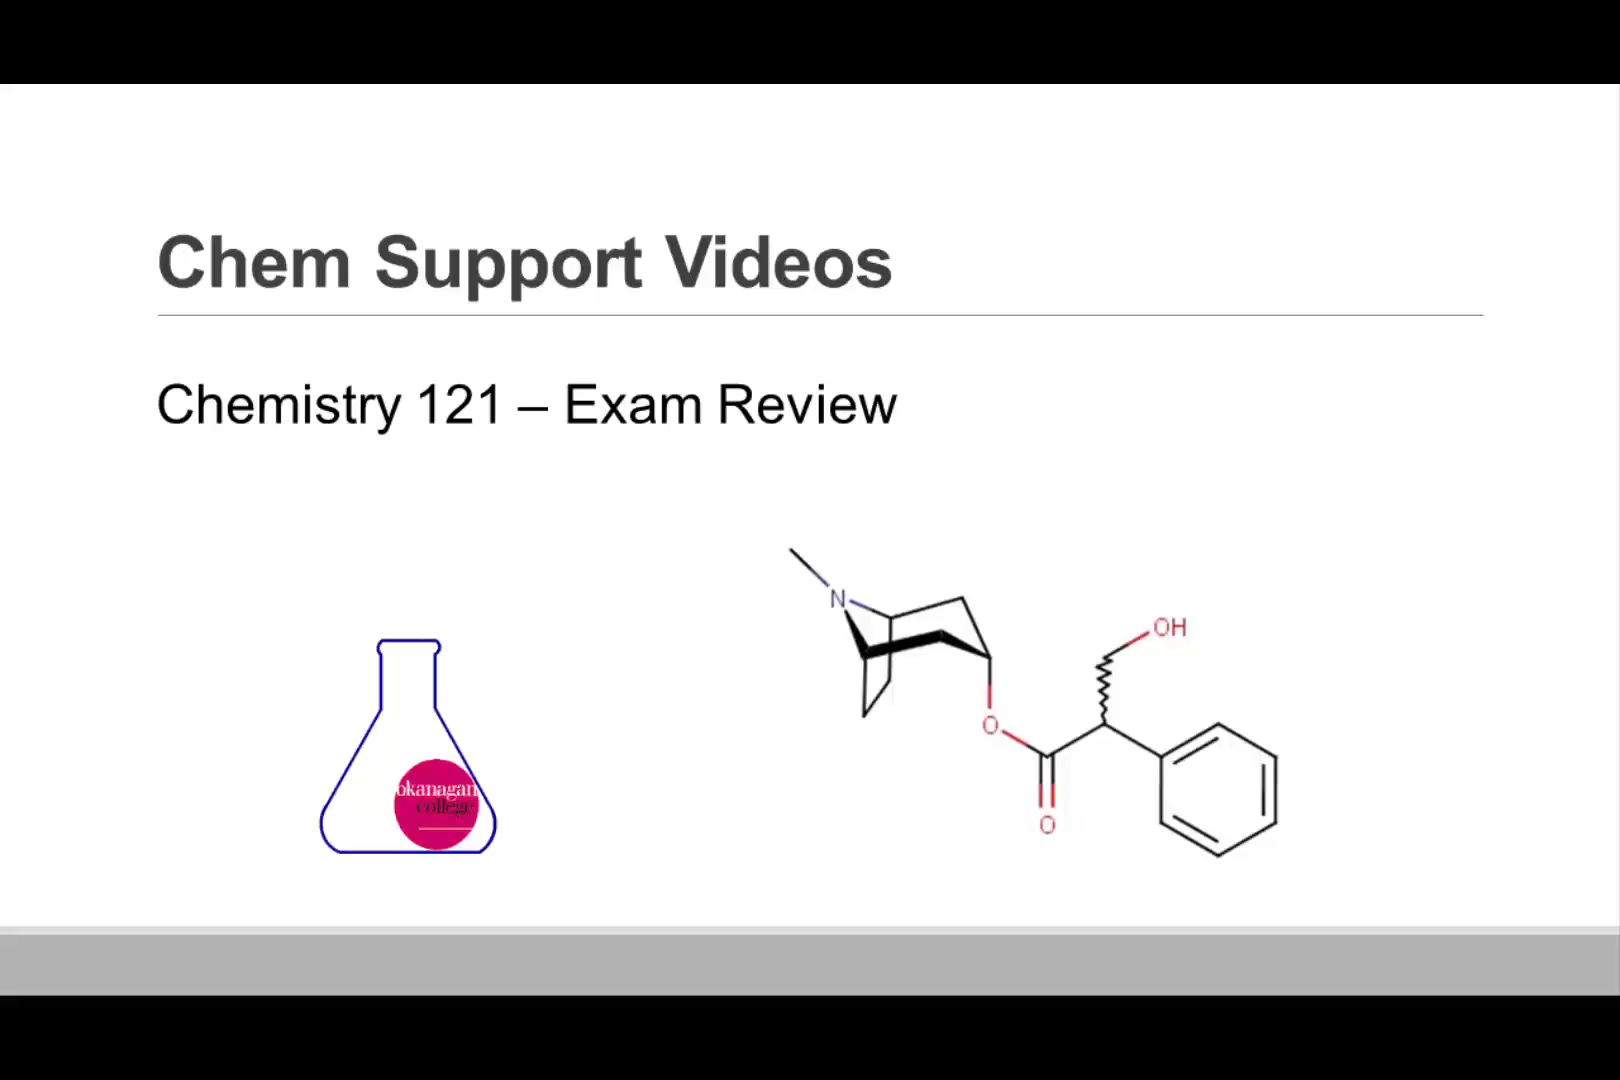 Chem Support Videos
Chemistry 121 – Exam Review
N
OH
O
O
okanagan
college